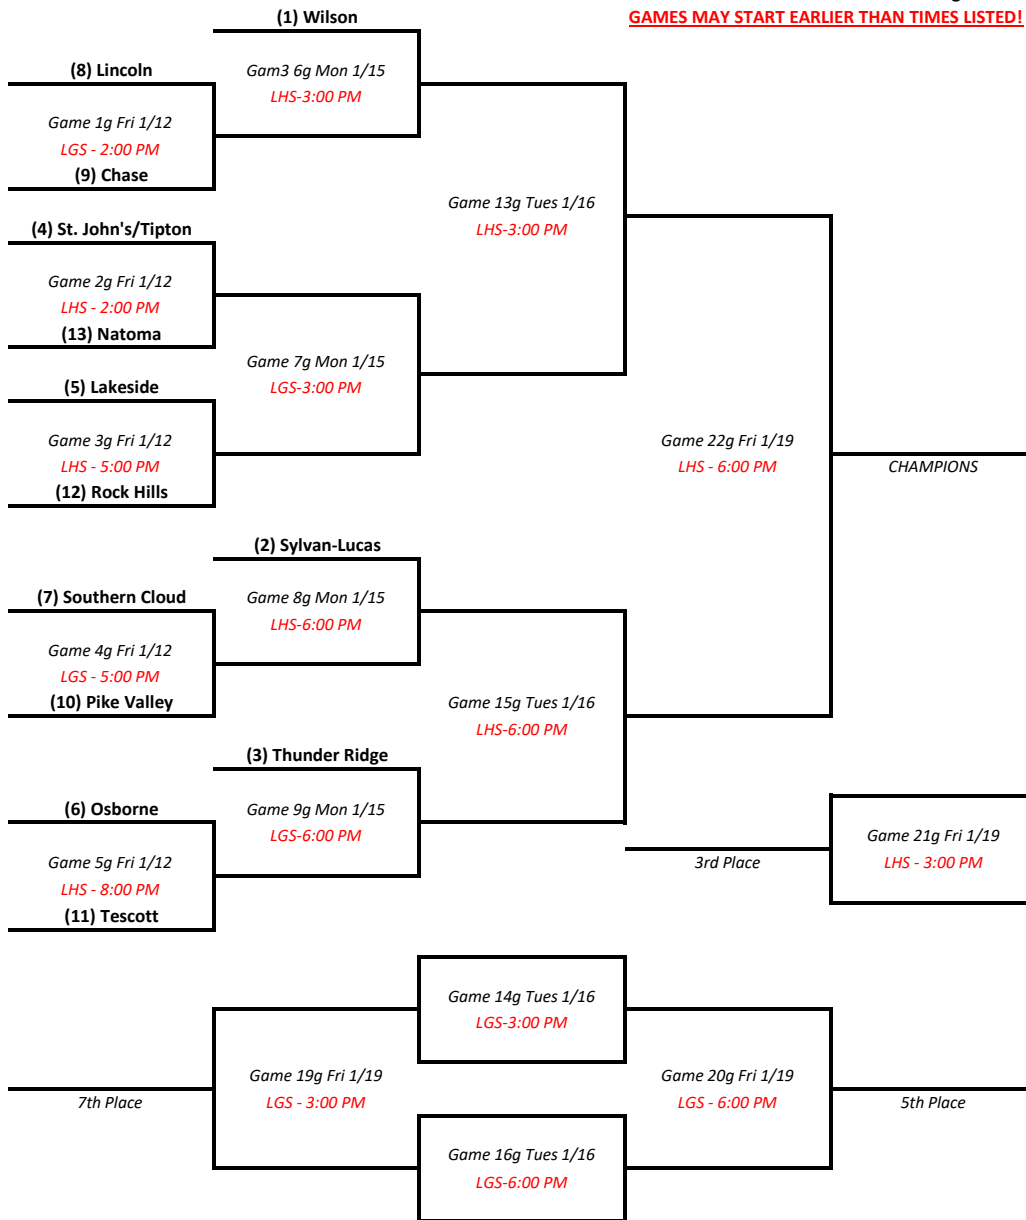 (1) Wilson
GAMES MAY START EARLIER THAN TIMES LISTED!
(8) Lincoln
Gam3 6g Mon 1/15
LHS-3:00 PM
Game 1g Fri 1/12
LGS - 2:00 PM
(9) Chase
Game 13g Tues 1/16
LHS-3:00 PM
(4) St. John's/Tipton
Game 2g Fri 1/12
LHS - 2:00 PM
(13) Natoma
Game 7g Mon 1/15
LGS-3:00 PM
(5) Lakeside
Game 3g Fri 1/12
LHS - 5:00 PM
(12) Rock Hills
Game 22g Fri 1/19
LHS - 6:00 PM
CHAMPIONS
(2) Sylvan-Lucas
(7) Southern Cloud
Game 8g Mon 1/15
LHS-6:00 PM
Game 4g Fri 1/12
LGS - 5:00 PM
(10) Pike Valley
Game 15g Tues 1/16
LHS-6:00 PM
(3) Thunder Ridge
(6) Osborne
Game 9g Mon 1/15
LGS-6:00 PM
Game 5g Fri 1/12
LHS - 8:00 PM
(11) Tescott
3rd Place
Game 21g Fri 1/19
LHS - 3:00 PM
Game 14g Tues 1/16
LGS-3:00 PM
7th Place
Game 19g Fri 1/19
LGS - 3:00 PM
Game 20g Fri 1/19
LGS - 6:00 PM
5th Place
Game 16g Tues 1/16
LGS-6:00 PM